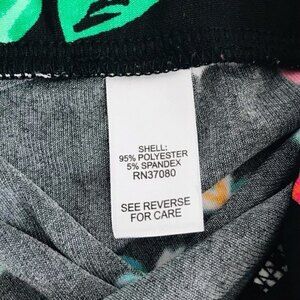 SHELL:
95% POLYESTER
5% SPANDEX
RN37080
SEE REVERSE
FOR CARE